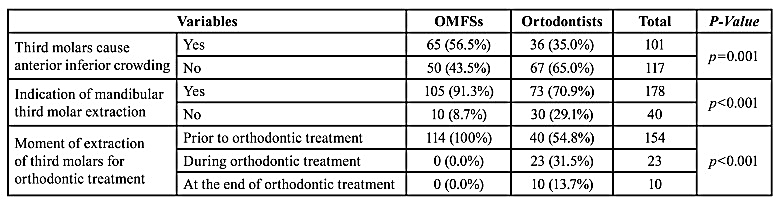 Variables OMFSs Ortodontists Total P-Value
Third molars cause anterior inferior crowding
Yes 65 (56.5%) 36 (35.0%) 101
No 50 (43.5%) 67 (65.0%) 117
p=0.001
Indication of mandibular third molar extraction
Yes 105 (91.3%) 73 (70.9%) 178
No 10 (8.7%) 30 (29.1%) 40
p<0.001
Moment of extraction of third molars for orthodontic treatment
Prior to orthodontic treatment 114 (100%) 40 (54.8%) 154
During orthodontic treatment 0 (0.0%) 23 (31.5%) 23
At the end of orthodontic treatment 0 (0.0%) 10 (13.7%) 10
p<0.001